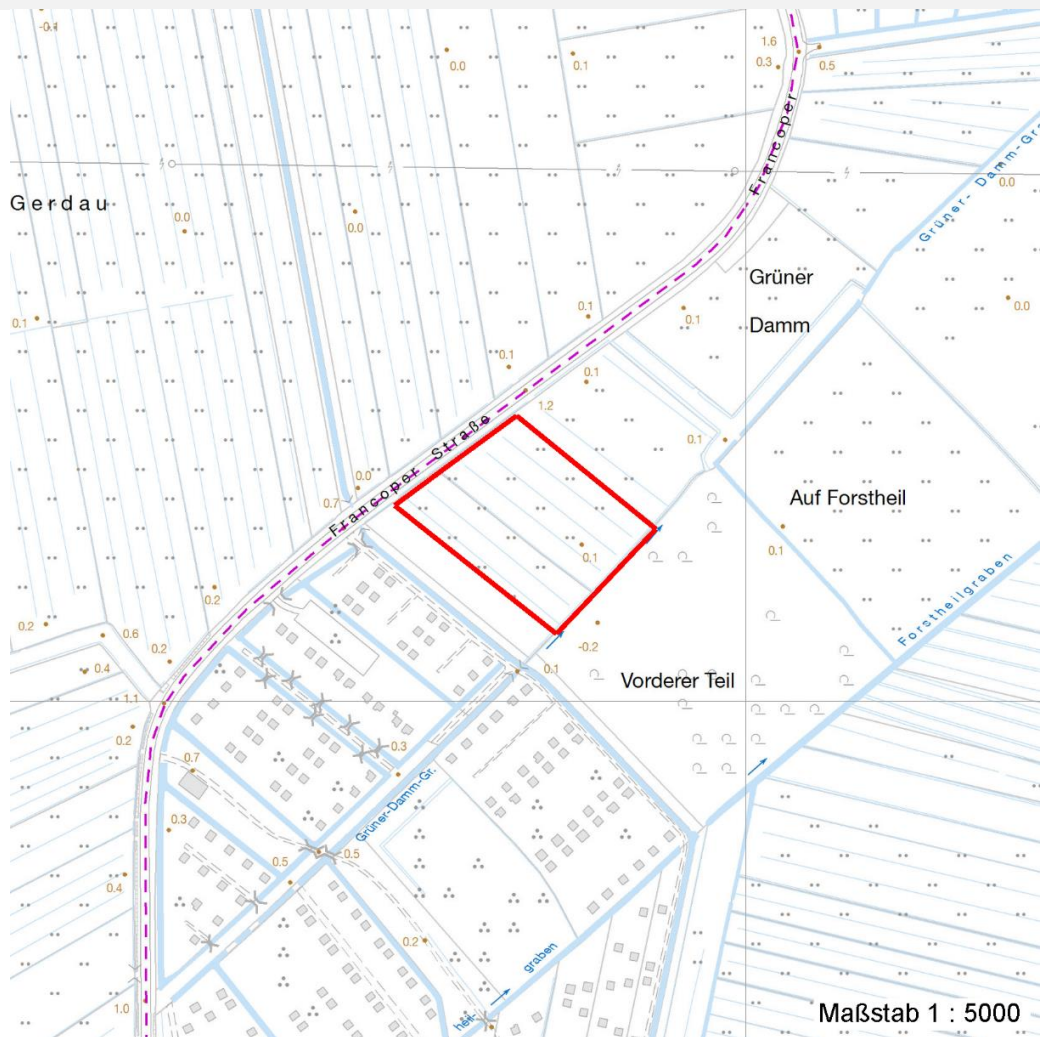 -0.1
0.0
0.1
1.6
0.3
0.5
Francoper
Gerdau
0.0
0.0
Grüner- Damm-Gr.
0.0
Grüner
Damm
0.1
0.1
0.1
0.0
0.1
0.1
1.2
Francoper Straße
0.0
0.7
0.1
Auf Forstheil
0.1
0.1
Forstheilgraben
0.2
0.2
0.6
0.2
0.4
-0.2
0.1
Vorderer Teil
1.1
0.2
0.3
0.7
Grüner-Damm-Gr.
0.3
0.5
0.5
0.4
0.2
graben
heil-
1.0
Maßstab 1 : 5000